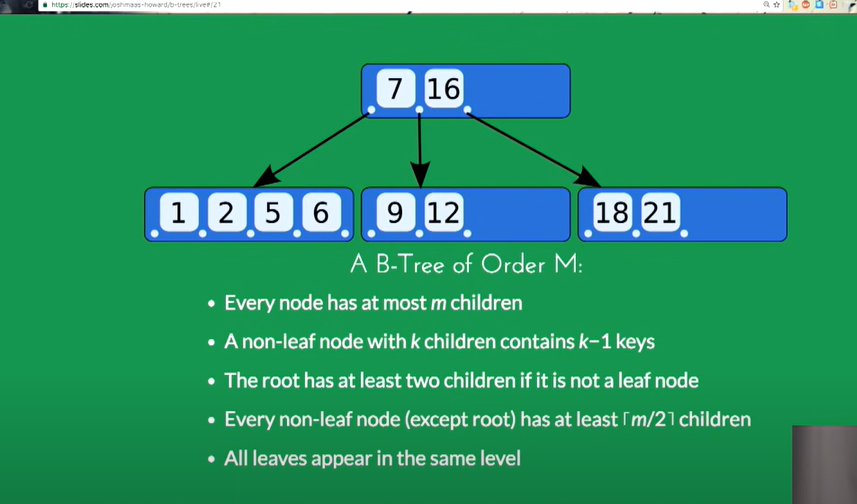 https://slides.com/joshmaas-howard/b-trees/live#/21
7 16
1 2 5 6 9 12 18 21
A B-Tree of Order M:
• Every node has at most m children
• A non-leaf node with k children contains k−1 keys
• The root has at least two children if it is not a leaf node
• Every non-leaf node (except root) has at least ⌈m/2⌉ children
• All leaves appear in the same level